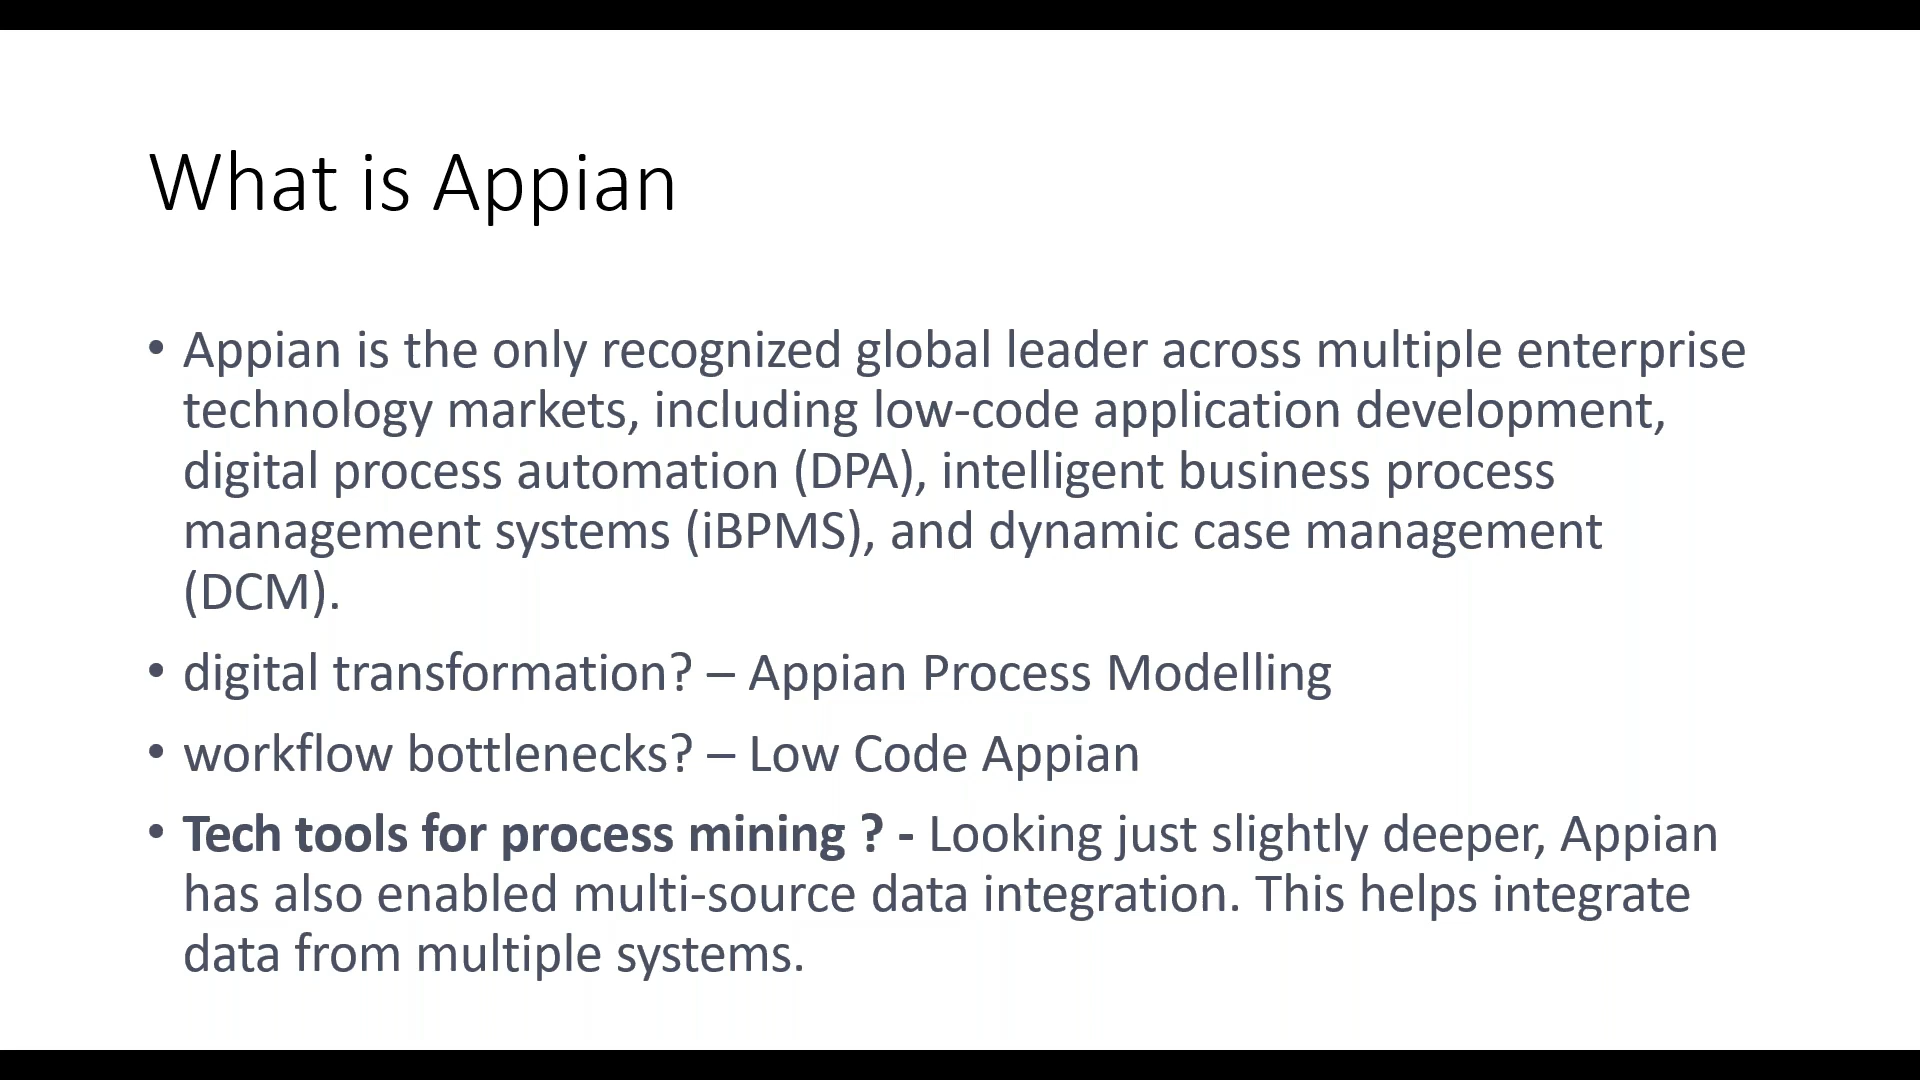 What is Appian
• Appian is the only recognized global leader across multiple enterprise
technology markets, including low-code application development,
digital process automation (DPA), intelligent business process
management systems (iBPMS), and dynamic case management
(DCM).
• digital transformation? – Appian Process Modelling
• workflow bottlenecks? – Low Code Appian
• Tech tools for process mining ? - Looking just slightly deeper, Appian
has also enabled multi-source data integration. This helps integrate
data from multiple systems.